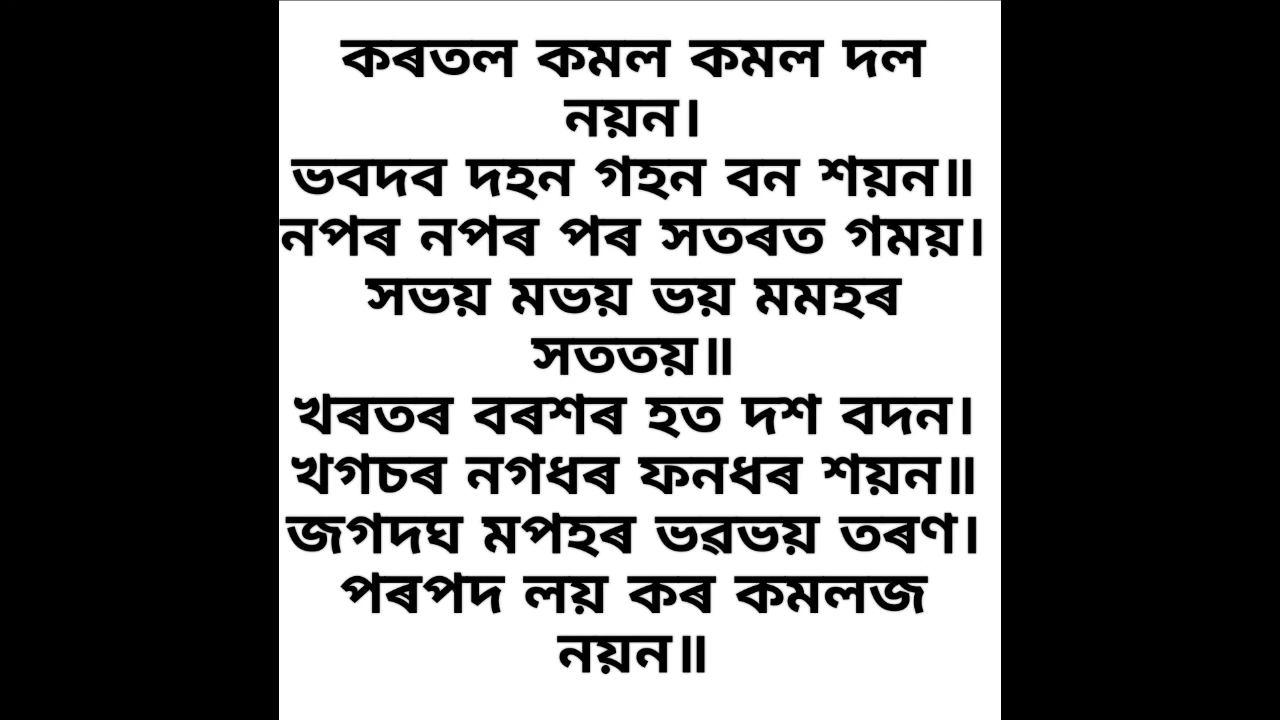 কৰতল কমল কমল দল
নয়ন।
ভবদব দহন গহন বন শয়ন॥
নপৰ নপৰ পৰ সতৰত গময়।
সভয় মভয় ভয় মমহৰ
সততয়॥
খৰতৰ বৰশৰ হত দশ বদন।
খগচৰ নগধৰ ফনধৰ শয়ন॥
জগদঘ মপহৰ ভৱভয় তৰণ।
পৰপদ লয় কৰ কমলজ
নয়ন॥